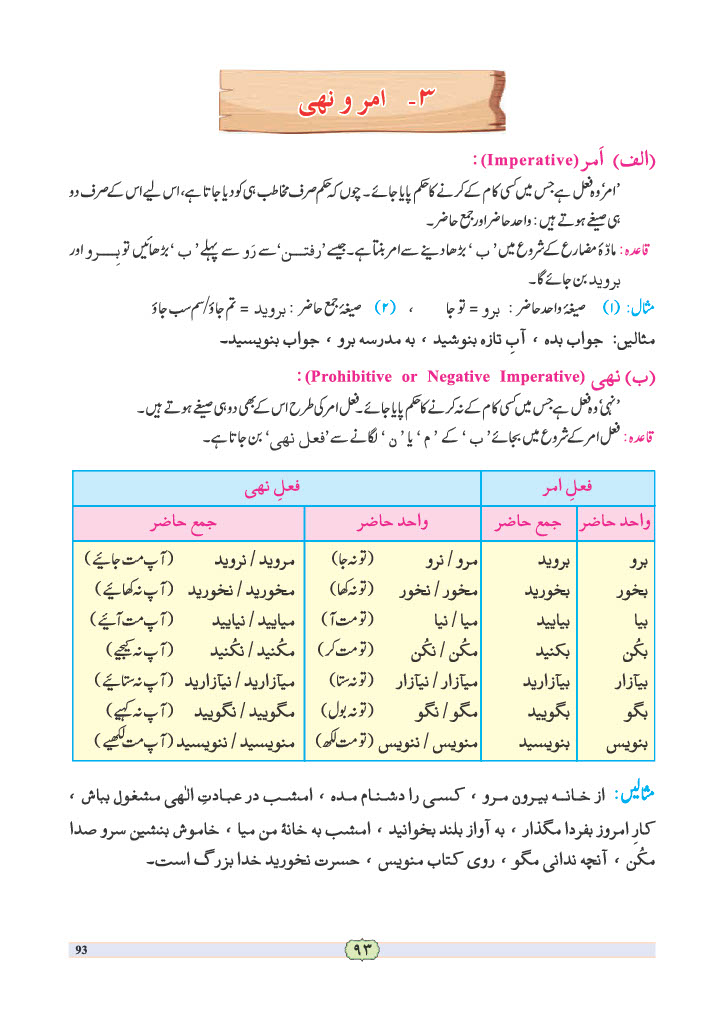 ۳- امر و نهی
(الف) اَمر (Imperative) :
’امر‘ وہ فعل ہے جس میں کسی کام کے کرنے کا حکم پایا جائے۔ چوں کہ حکم صرف مخاطب ہی کو دیا جاتا ہے، اس لیے اس کے صرف دو
ہی صیغے ہوتے ہیں : واحد حاضر اور جمع حاضر۔
قاعدہ : مادّۂ مضارع کے شروع میں ’ب‘ بڑھا دینے سے امر بنتا ہے۔ جیسے ’رفتن‘ سے رَو سے پہلے ’ب‘ بڑھائیں تو بِرو اور
بروید بن جائے گا۔
مثال: (۱) صیغۂ واحد حاضر : برو = تو جا ، (۲) صیغۂ جمع حاضر : بروید = تم جاؤ/سم سب جاؤ
مثالیں: جواب بده ، آبِ تازه بنوشید ، به مدرسه برو ، جواب بنویسید۔
(ب) نهی (Prohibitive or Negative Imperative) :
’نہی‘ وہ فعل ہے جس میں کسی کام کے نہ کرنے کا حکم پایا جائے۔ فعل امر کی طرح اس کے بھی دو ہی صیغے ہوتے ہیں۔
قاعدہ : فعل امر کے شروع میں بجائے ’ب‘ کے ’م‘ یا ’ن‘ لگانے سے ’فعل نهی‘ بن جاتا ہے۔
فعلِ امر فعلِ نهی
واحد حاضر جمع حاضر واحد حاضر جمع حاضر
برو بروید مرو / نرو (تو نہ جا) مروید / نروید (آپ مت جائیے)
بخور بخورید مخور / نخور (تو نہ کھا) مخورید / نخورید (آپ نہ کھائیے)
بیا بیایید میا / نیا (تو مت آ) میایید / نیایید (آپ مت آئیے)
بکُن بکنید مکُن / نکُن (تو مت کر) مکُنید / نکُنید (آپ نہ کیجیے)
بیآزار بیآزارید میآزار / نیآزار (تو نہ ستا) میآزارید / نیآزارید (آپ نہ ستائیے)
بگو بگویید مگو / نگو (تو نہ بول) مگویید / نگویید (آپ نہ کہیے)
بنویس بنویسید منویس / ننویس (تو مت لکھ) منویسید / ننویسید (آپ مت لکھیے)
مثالیں: از خانه بیرون مرو ، کسی را دشنام مده ، امشب در عبادتِ الٰهی مشغول بباش ،
کارِ امروز بفردا مگذار ، به آواز بلند بخوانید ، امشب به خانهٔ من میا ، خاموش بنشین سرو صدا
مکُن ، آنچه ندانی مگو ، روی کتاب منویس ، حسرت نخورید خدا بزرگ است۔
93 ۹۳